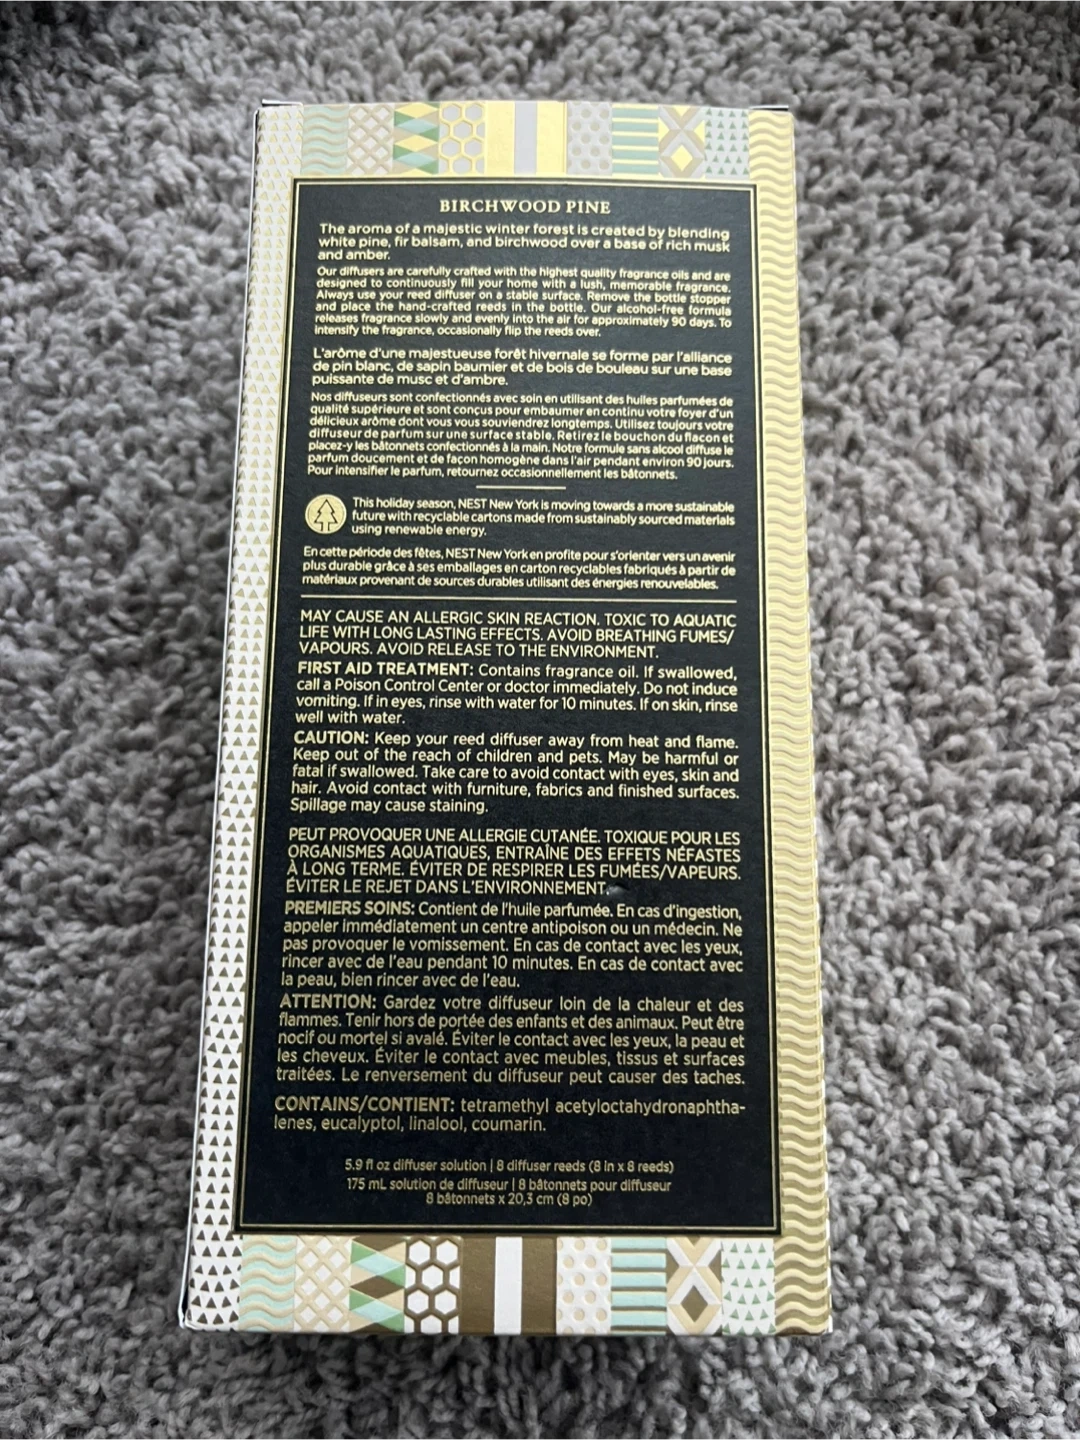 BIRCHWOOD PINE
The aroma of a majestic winter forest is created by blending
white pine, fir balsam, and birchwood over a base of rich musk
and amber.
Our diffusers are carefully crafted with the highest quality fragrance oils and are
designed to continuously fill your home with a lush, memorable fragrance.
Always use your reed diffuser on a stable surface. Remove the bottle stopper
and place the hand-crafted reeds in the bottle. Our alcohol-free formula
releases fragrance slowly and evenly into the air for approximately 90 days. To
intensify the fragrance, occasionally flip the reeds over.
L'arôme d'une majestueuse forêt hivernale se forme par l'alliance
de pin blanc, de sapin baumier et de bois de bouleau sur une base
puissante de musc et d'ambre.
Nos diffuseurs sont confectionnés avec soin en utilisant des huiles parfumées de
qualité supérieure et sont conçus pour embaumer en continu votre foyer d'un
délicieux arôme dont vous vous souviendrez longtemps. Utilisez toujours votre
diffuseur de parfum sur une surface stable. Retirez le bouchon du flacon et
placez-y les bâtonnets confectionnés à la main. Notre formule sans alcool diffuse le
parfum doucement et de façon homogène dans l'air pendant environ 90 jours.
Pour intensifier le parfum, retournez occasionnellement les bâtonnets.
This holiday season, NEST New York is moving towards a more sustainable
future with recyclable cartons made from sustainably sourced materials
using renewable energy.
En cette période des fêtes, NEST New York en profite pour s'orienter vers un avenir
plus durable grâce à ses emballages en carton recyclables fabriqués à partir de
matériaux provenant de sources durables utilisant des énergies renouvelables.
MAY CAUSE AN ALLERGIC SKIN REACTION. TOXIC TO AQUATIC
LIFE WITH LONG LASTING EFFECTS. AVOID BREATHING FUMES/
VAPOURS. AVOID RELEASE TO THE ENVIRONMENT.
FIRST AID TREATMENT: Contains fragrance oil. If swallowed,
call a Poison Control Center or doctor immediately. Do not induce
vomiting. If in eyes, rinse with water for 10 minutes. If on skin, rinse
well with water.
CAUTION: Keep your reed diffuser away from heat and flame.
Keep out of the reach of children and pets. May be harmful or
fatal if swallowed. Take care to avoid contact with eyes, skin and
hair. Avoid contact with furniture, fabrics and finished surfaces.
Spillage may cause staining.
PEUT PROVOQUER UNE ALLERGIE CUTANÉE. TOXIQUE POUR LES
ORGANISMES AQUATIQUES, ENTRAÎNE DES EFFETS NÉFASTES
À LONG TERME. ÉVITER DE RESPIRER LES FUMÉES/VAPEURS.
ÉVITER LE REJET DANS L'ENVIRONNEMENT.
PREMIERS SOINS: Contient de l'huile parfumée. En cas d'ingestion,
appeler immédiatement un centre antipoison ou un médecin. Ne
pas provoquer le vomissement. En cas de contact avec les yeux,
rincer avec de l'eau pendant 10 minutes. En cas de contact avec
la peau, bien rincer avec de l'eau.
ATTENTION: Gardez votre diffuseur loin de la chaleur et des
flammes. Tenir hors de portée des enfants et des animaux. Peut être
nocif ou mortel si avalé. Éviter le contact avec les yeux, la peau et
les cheveux. Éviter le contact avec meubles, tissus et surfaces
traitées. Le renversement du diffuseur peut causer des taches.
CONTAINS/CONTIENT: tetramethyl acetyloctahydronaphtha-
lenes, eucalyptol, linalool, coumarin.
5.9 fl oz diffuser solution | 8 diffuser reeds (8 in x 8 reeds)
175 mL solution de diffuseur | 8 bâtonnets pour diffuseur
8 bâtonnets x 20,3 cm (8 po)